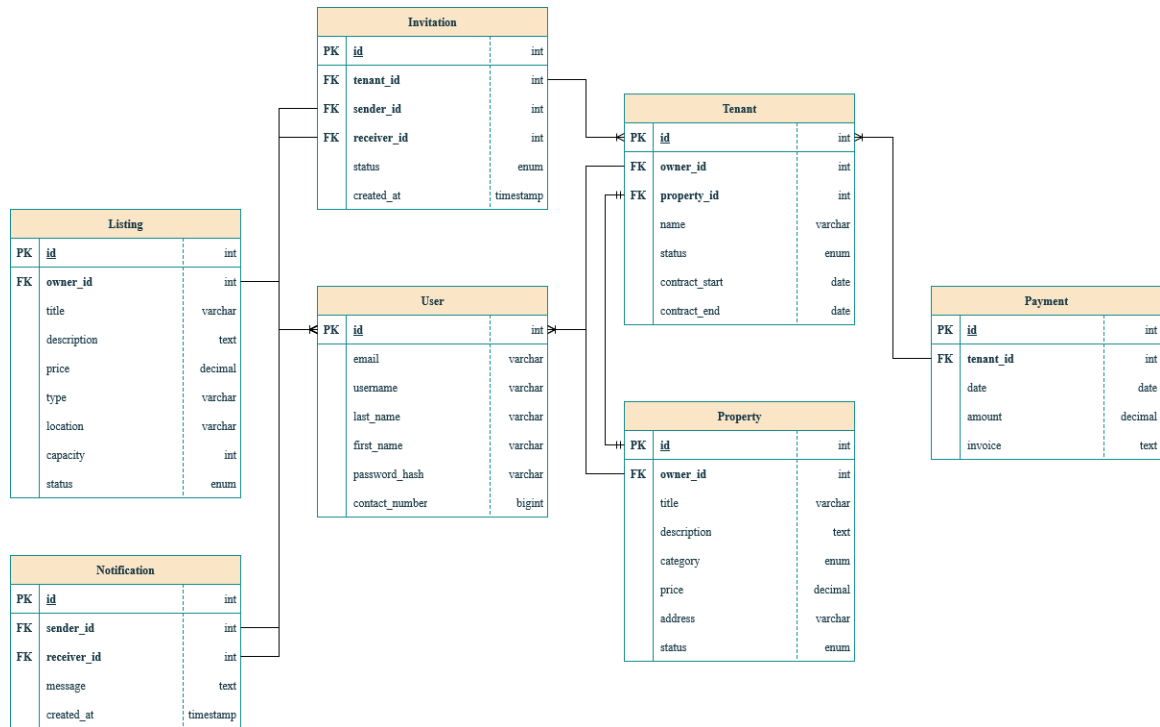 Invitation
PK id int
FK tenant_id int
FK sender_id int
FK receiver_id int
status enum
created_at timestamp
Tenant
PK id int
FK owner_id int
FK property_id int
name varchar
status enum
contract_start date
contract_end date
Listing
PK id int
FK owner_id int
title varchar
description text
price decimal
type varchar
location varchar
capacity int
status enum
User
PK id int
email varchar
username varchar
last_name varchar
first_name varchar
password_hash varchar
contact_number bigint
Payment
PK id int
FK tenant_id int
date date
amount decimal
invoice text
Property
PK id int
FK owner_id int
title varchar
description text
category enum
price decimal
address varchar
status enum
Notification
PK id int
FK sender_id int
FK receiver_id int
message text
created_at timestamp